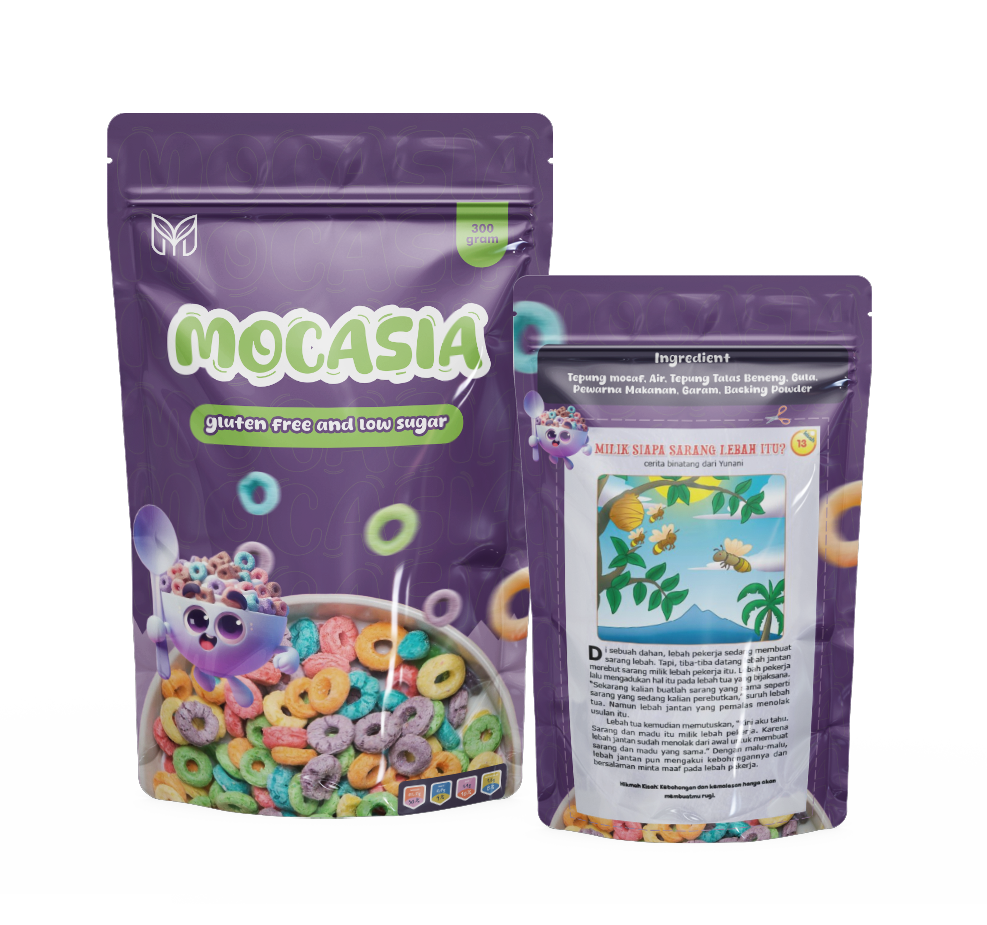 300
gram
MOCASIA
gluten free and low sugar
Ingredient
Tepung mocaf, Air, Tepung Talas Beneng, Gula,
Pewarna Makanan, Garam, Backing Powder
MILIK SIAPA SARANG LEBAH ITU?
13
cerita binatang dari Yunani
Di sebuah dahan, lebah pekerja sedang membuat
sarang lebah. Tapi, tiba-tiba datang lebah jantan
merebut sarang milik lebah pekerja itu. Lebah pekerja
lalu mengadukan hal itu pada lebah tua yang bijaksana.
"Sekarang kalian buatlah sarang yang sama seperti
sarang yang sedang kalian perebutkan," suruh lebah
tua. Namun lebah jantan yang pemalas menolak
usulan itu.
Lebah tua kemudian memutuskan, "Kini aku tahu.
Sarang dan madu itu milik lebah pekerja. Karena
lebah jantan sudah menolak dari awal untuk membuat
sarang dan madu yang sama." Dengan malu-malu,
lebah jantan pun mengakui kebohongannya dan
bersalaman minta maaf pada lebah pekerja.
Hikmah Kisah: Kebohongan dan kemalasan hanya akan
membuatmu rugi.